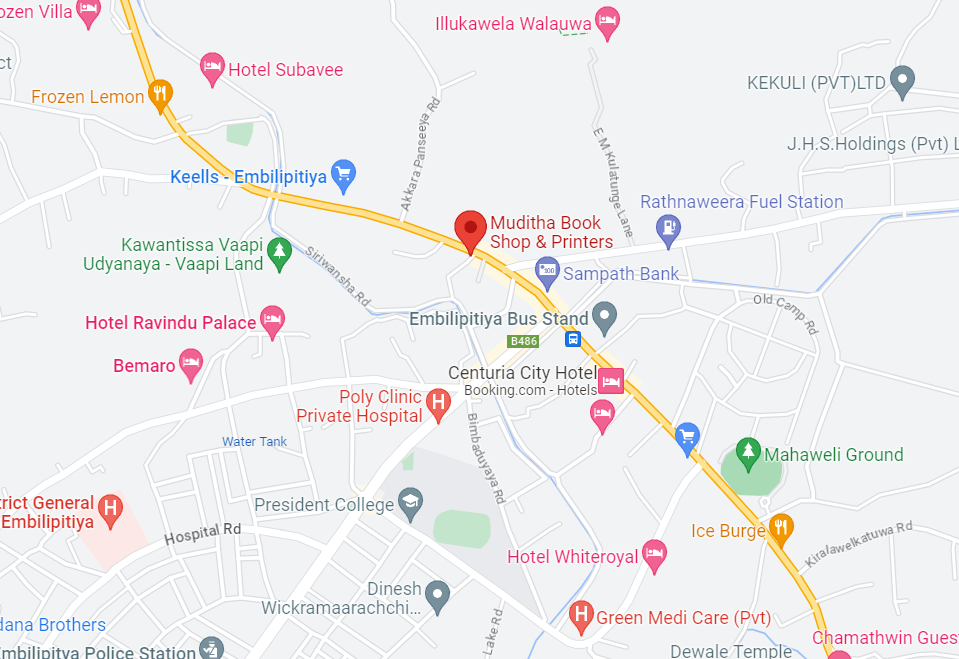 ozen Villa
Illukawela Walauwa
ct
Hotel Subavee
KEKULI (PVT)LTD
Frozen Lemon
Akkara Panseeya Rd
E M Kulatunge Lane
J.H.S.Holdings (Pvt) L
Keells - Embilipitiya
Rathnaweera Fuel Station
Muditha Book
Shop & Printers
Kawantissa Vaapi
Udyanaya - Vaapi Land
Siriwansha Rd
Sampath Bank
100
Old Camp Rd
Hotel Ravindu Palace
Embilipitiya Bus Stand
B486
Bemaro
Centuria City Hotel
Booking.com - Hotels
Poly Clinic
Private Hospital
H
Bimbaduyaya Rd
Water Tank
Mahaweli Ground
trict General
Embilipitiya
H
President College
Hospital Rd
Ice Burge
Kiralawelkatuwa Rd
Hotel Whiteroyal
Dinesh
Wickramaarachchi...
Lake Rd
H
Green Medi Care (Pvt)
dana Brothers
Embilipitya Police Station
Chamathwin Gues
Dewale Temple